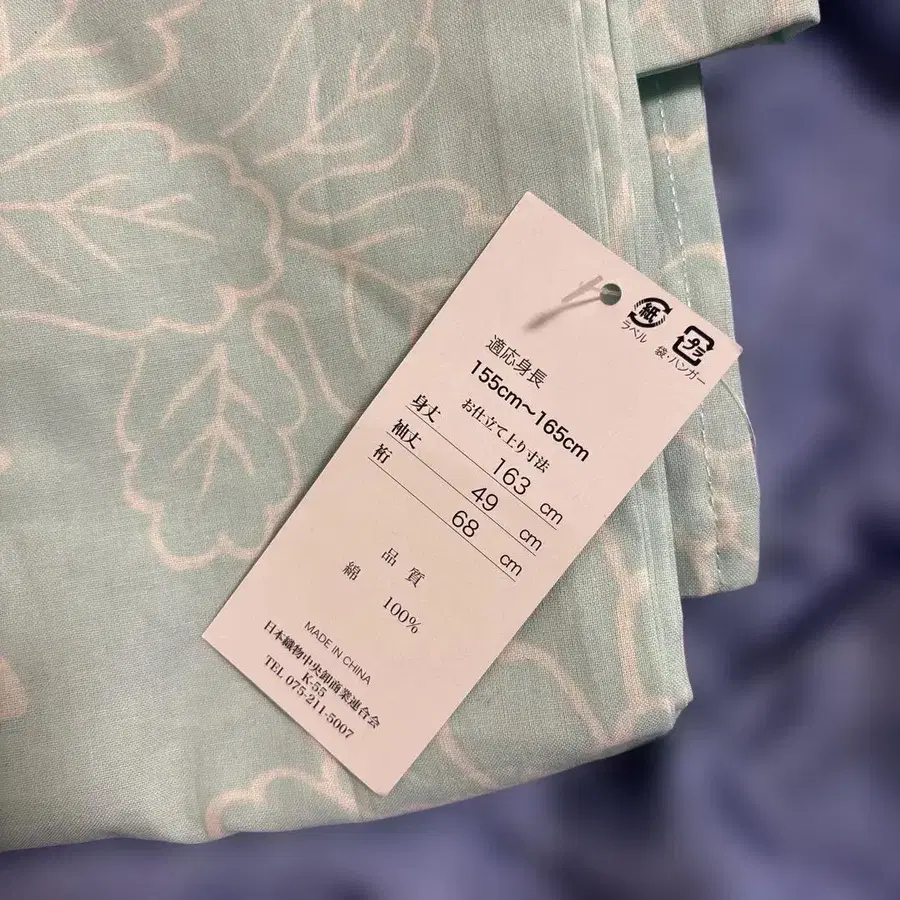 紙
ラベル
プラ
袋・ハンガー
適応身長
155cm〜165cm
お仕立て上り寸法
身丈 163 cm
袖丈 49 cm
裄 68 cm
品質
綿 100%
MADE IN CHINA
日本織物中央卸商業連合会
K-55
TEL 075-211-5007